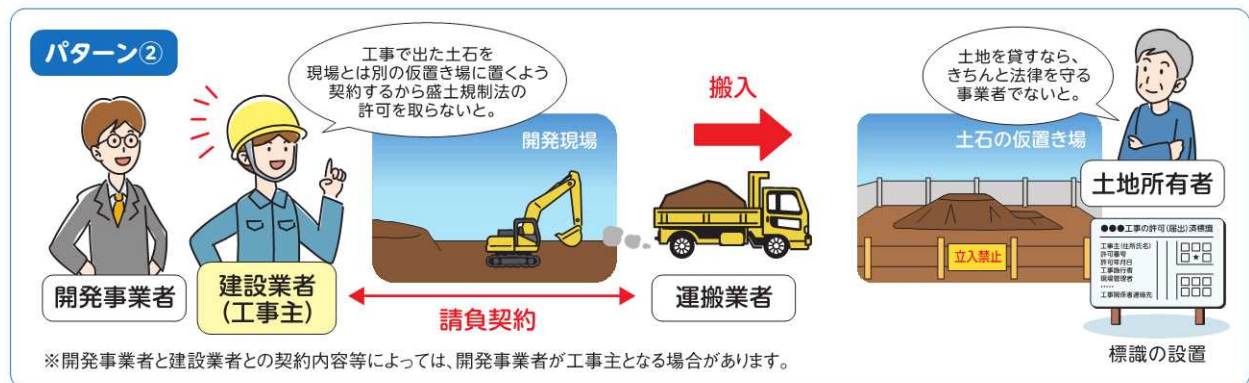 パターン②
工事で出た土石を
現場とは別の仮置き場に置くよう
契約するから盛土規制法の
許可を取らないと。
開発現場
搬入
土地を貸すなら、
きちんと法律を守る
事業者でないと。
土石の仮置き場
土地所有者
立入禁止
●●●工事の許可(届出)済標識
工事主(住所氏名)
許可番号
許可年月日
工事施行者
現場管理者
‥‥‥
工事関係者連絡先
★
標識の設置
開発事業者
建設業者
(工事主)
請負契約
運搬業者
※開発事業者と建設業者との契約内容等によっては、開発事業者が工事主となる場合があります。